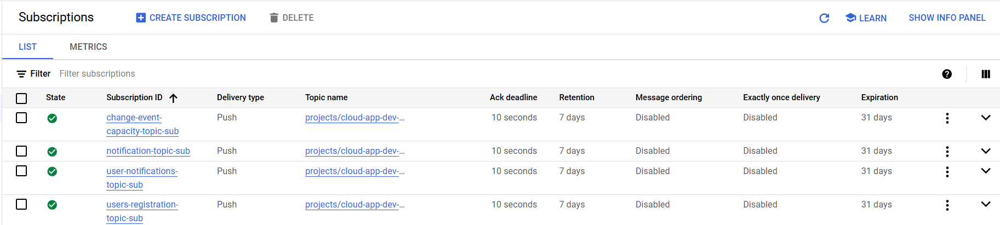 Subscriptions CREATE SUBSCRIPTION DELETE LEARN SHOW INFO PANEL
LIST METRICS
Filter Filter subscriptions
State Subscription ID Delivery type Topic name Ack deadline Retention Message ordering Exactly once delivery Expiration
change-event- Push projects/cloud-app-dev-... 10 seconds 7 days Disabled Disabled 31 days
capacity-topic-sub
notification-topic-sub Push projects/cloud-app-dev-... 10 seconds 7 days Disabled Disabled 31 days
user-notifications- Push projects/cloud-app-dev-... 10 seconds 7 days Disabled Disabled 31 days
topic-sub
users-registration- Push projects/cloud-app-dev-... 10 seconds 7 days Disabled Disabled 31 days
topic-sub